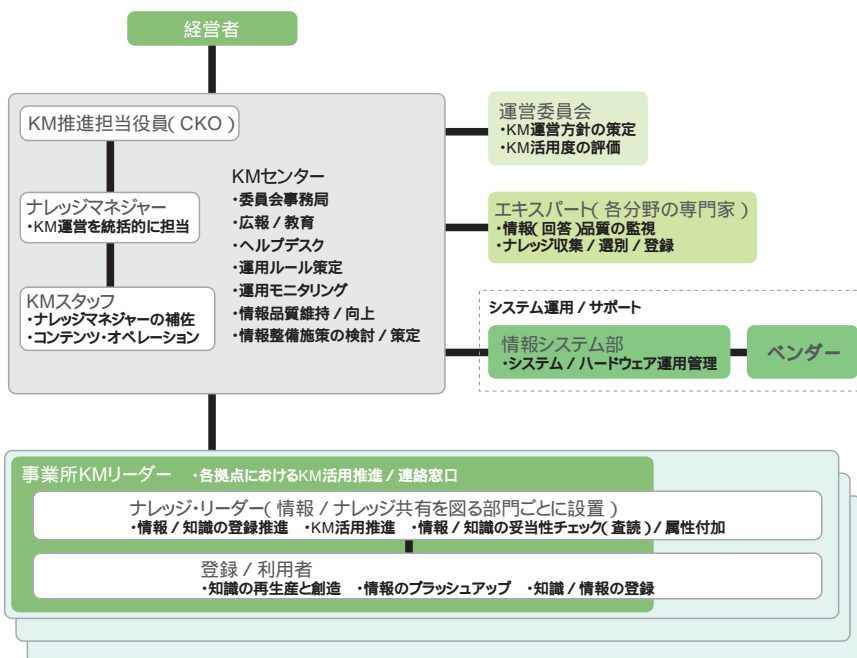 経営者
KM推進担当役員(CKO)
ナレッジマネジャー
・KM運営を統括的に担当
KMスタッフ
・ナレッジマネジャーの補佐
・コンテンツ・オペレーション
KMセンター
・委員会事務局
・広報/教育
・ヘルプデスク
・運用ルール策定
・運用モニタリング
・情報品質維持/向上
・情報整備施策の検討/策定
運営委員会
・KM運営方針の策定
・KM活用度の評価
エキスパート(各分野の専門家)
・情報(回答)品質の監視
・ナレッジ収集/選別/登録
システム運用/サポート
情報システム部
・システム/ハードウェア運用管理
ベンダー
事業所KMリーダー ・各拠点におけるKM活用推進/連絡窓口
ナレッジ・リーダー(情報/ナレッジ共有を図る部門ごとに設置)
・情報/知識の登録推進 ・KM活用推進 ・情報/知識の妥当性チェック(査読)/属性付加
登録/利用者
・知識の再生産と創造 ・情報のブラッシュアップ ・知識/情報の登録